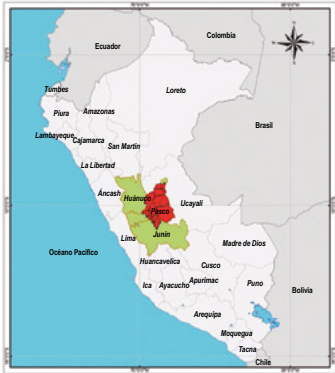 Ecuador
Colombia
Tumbes
Loreto
Piura
Amazonas
Lambayeque
Cajamarca
San Martín
Brasil
La Libertad
Áncash
Huánuco
Pasco
Ucayali
Lima
Junín
Madre de Dios
Océano Pacífico
Huancavelica
Cusco
Ica
Ayacucho
Apurimac
Puno
Bolivia
Arequipa
Moquegua
Tacna
Chile